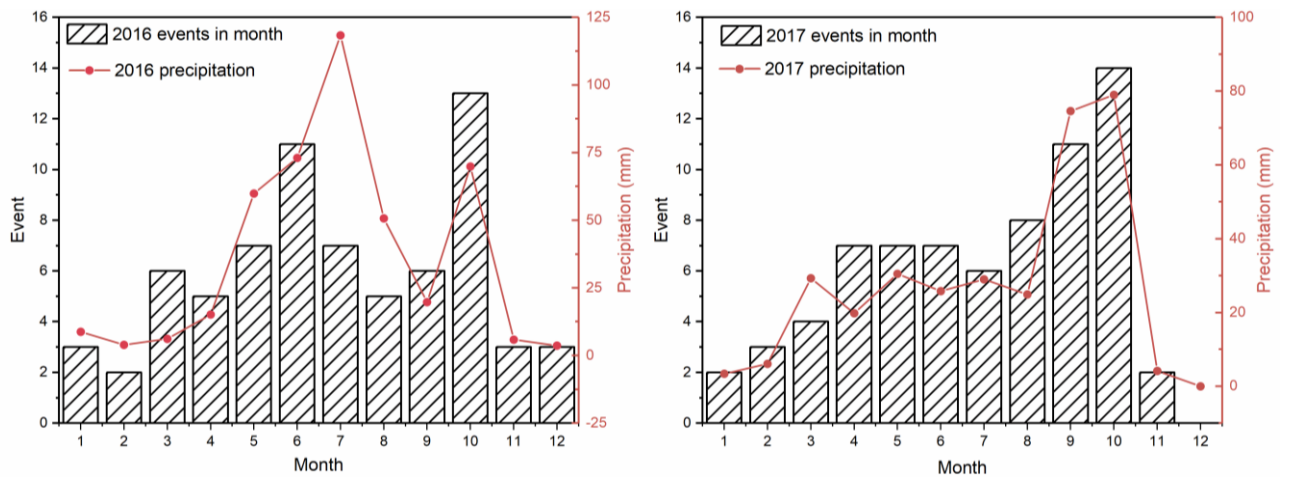 16
14
12
10
8
6
4
2
0
Event
2016 events in month
2016 precipitation
125
100
75
50
25
0
-25
Precipitation (mm)
1 2 3 4 5 6 7 8 9 10 11 12
Month
16
14
12
10
8
6
4
2
0
Event
2017 events in month
2017 precipitation
100
80
60
40
20
0
Precipitation (mm)
1 2 3 4 5 6 7 8 9 10 11 12
Month